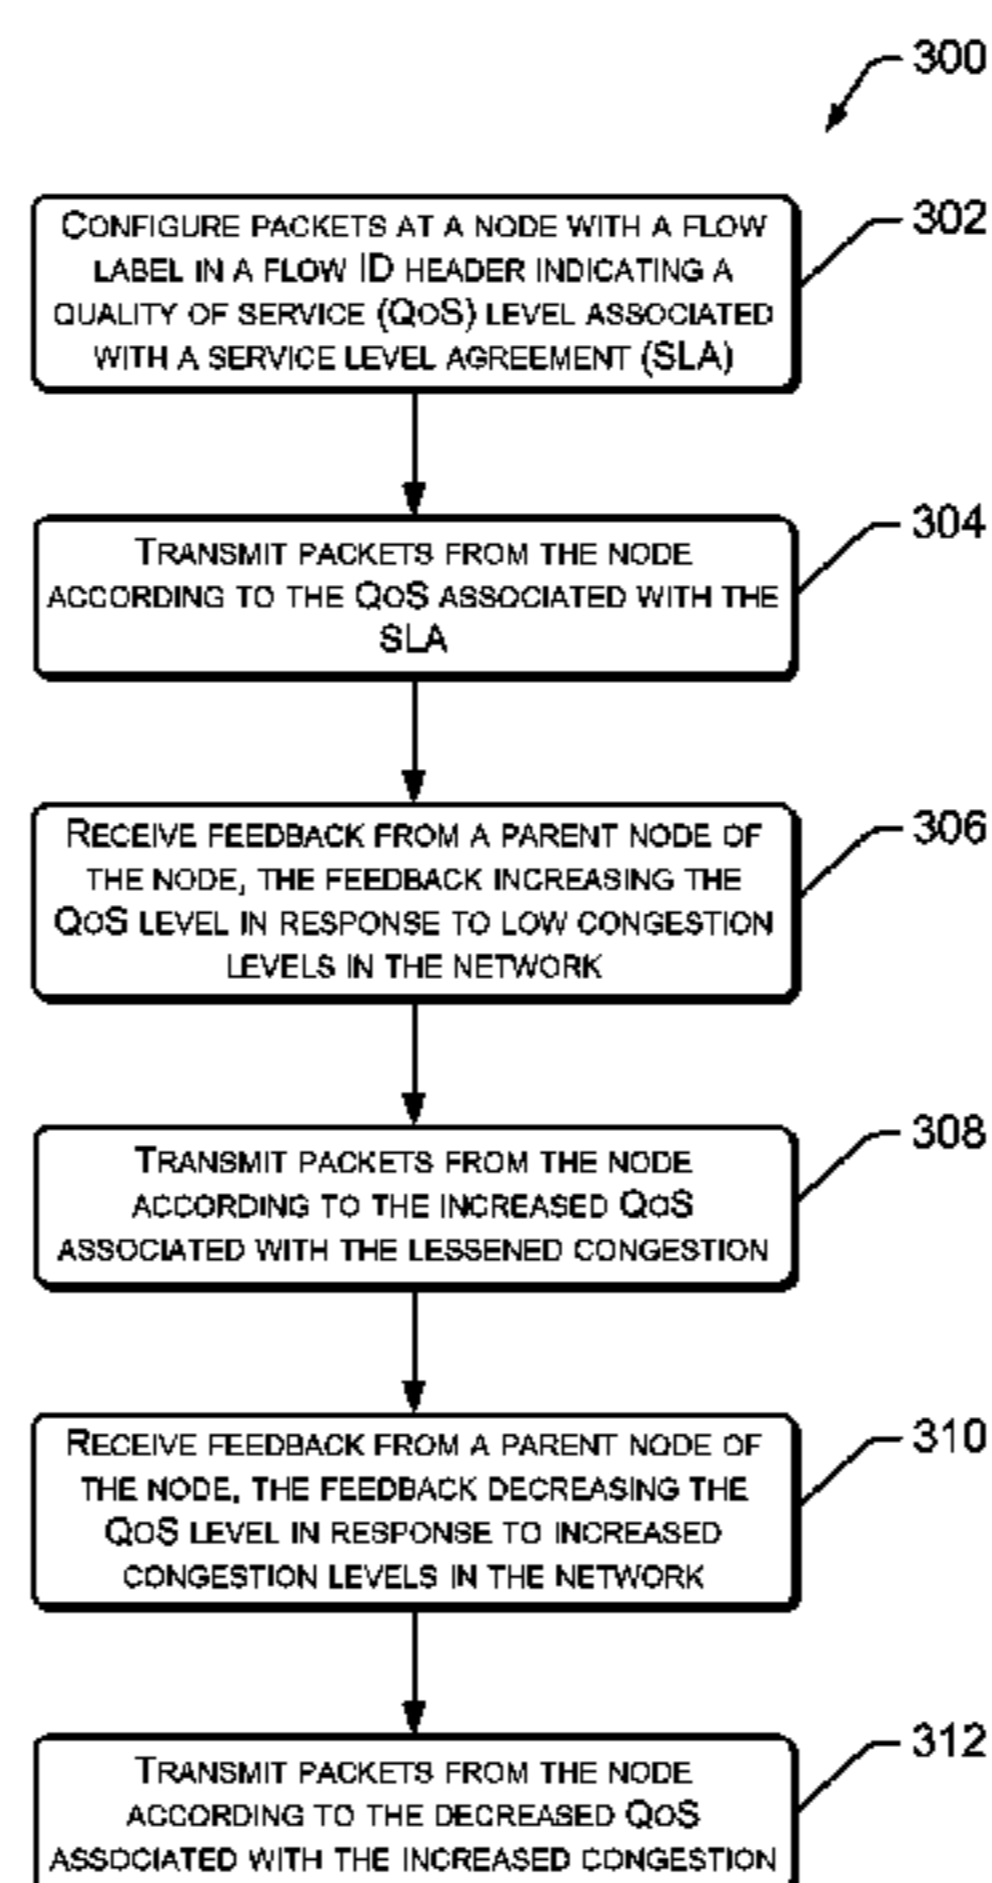 300
302
CONFIGURE PACKETS AT A NODE WITH A FLOW
LABEL IN A FLOW ID HEADER INDICATING A
QUALITY OF SERVICE (QOS) LEVEL ASSOCIATED
WITH A SERVICE LEVEL AGREEMENT (SLA)
304
TRANSMIT PACKETS FROM THE NODE
ACCORDING TO THE QOS ASSOCIATED WITH THE
SLA
306
RECEIVE FEEDBACK FROM A PARENT NODE OF
THE NODE, THE FEEDBACK INCREASING THE
QOS LEVEL IN RESPONSE TO LOW CONGESTION
LEVELS IN THE NETWORK
308
TRANSMIT PACKETS FROM THE NODE
ACCORDING TO THE INCREASED QOS
ASSOCIATED WITH THE LESSENED CONGESTION
310
RECEIVE FEEDBACK FROM A PARENT NODE OF
THE NODE, THE FEEDBACK DECREASING THE
QOS LEVEL IN RESPONSE TO INCREASED
CONGESTION LEVELS IN THE NETWORK
312
TRANSMIT PACKETS FROM THE NODE
ACCORDING TO THE DECREASED QOS
ASSOCIATED WITH THE INCREASED CONGESTION